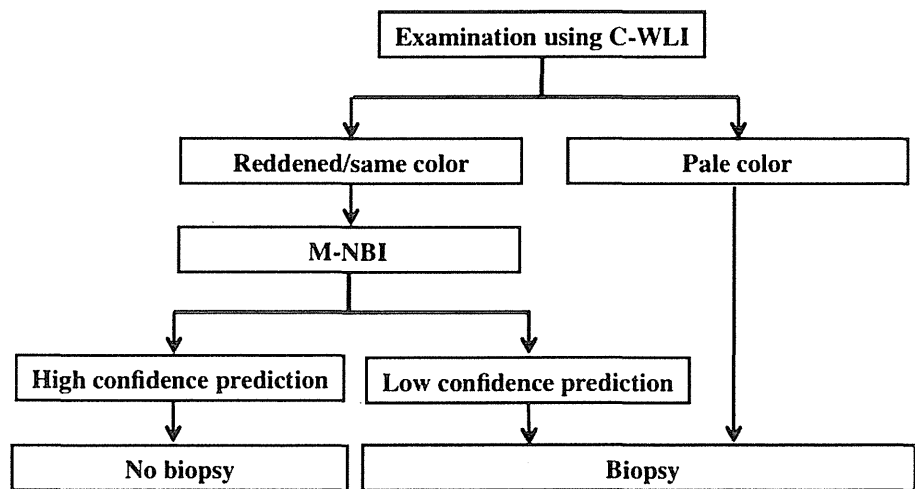 Examination using C-WLI
Reddened/same color
Pale color
M-NBI
High confidence prediction
Low confidence prediction
No biopsy
Biopsy